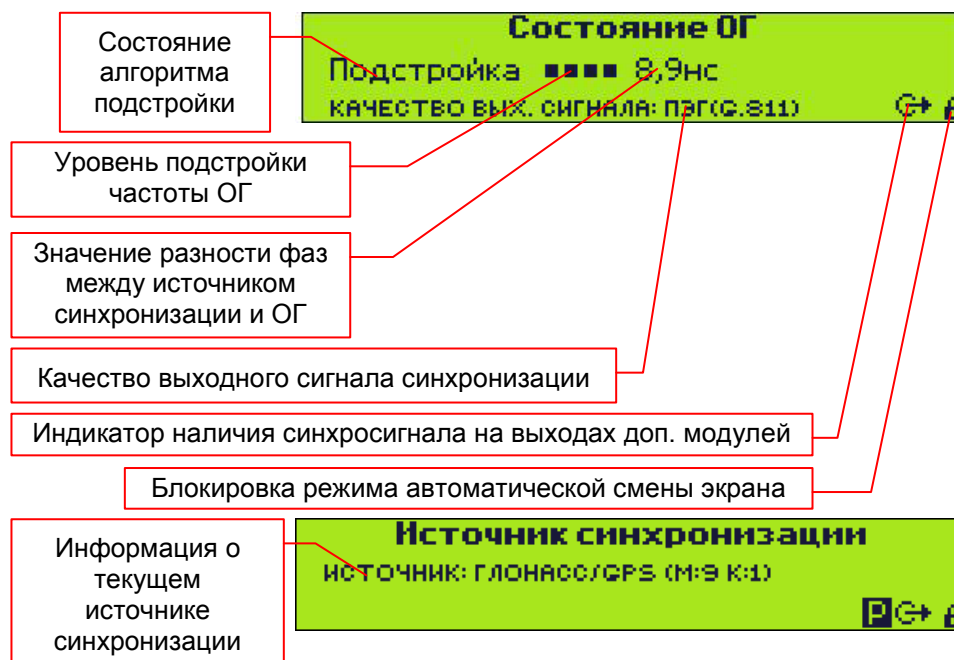 Состояние
алгоритма
подстройки
Состояние ОГ
Подстройка ■■■■ 8,9нс
КАЧЕСТВО ВЫХ. СИГНАЛА: ПЭГ(G.811)
Уровень подстройки
частоты ОГ
Значение разности фаз
между источником
синхронизации и ОГ
Качество выходного сигнала синхронизации
Индикатор наличия синхросигнала на выходах доп. модулей
Блокировка режима автоматической смены экрана
Информация о
текущем
источнике
синхронизации
Источник синхронизации
ИСТОЧНИК: ГЛОНАСС/GPS (М:9 К:1)
P